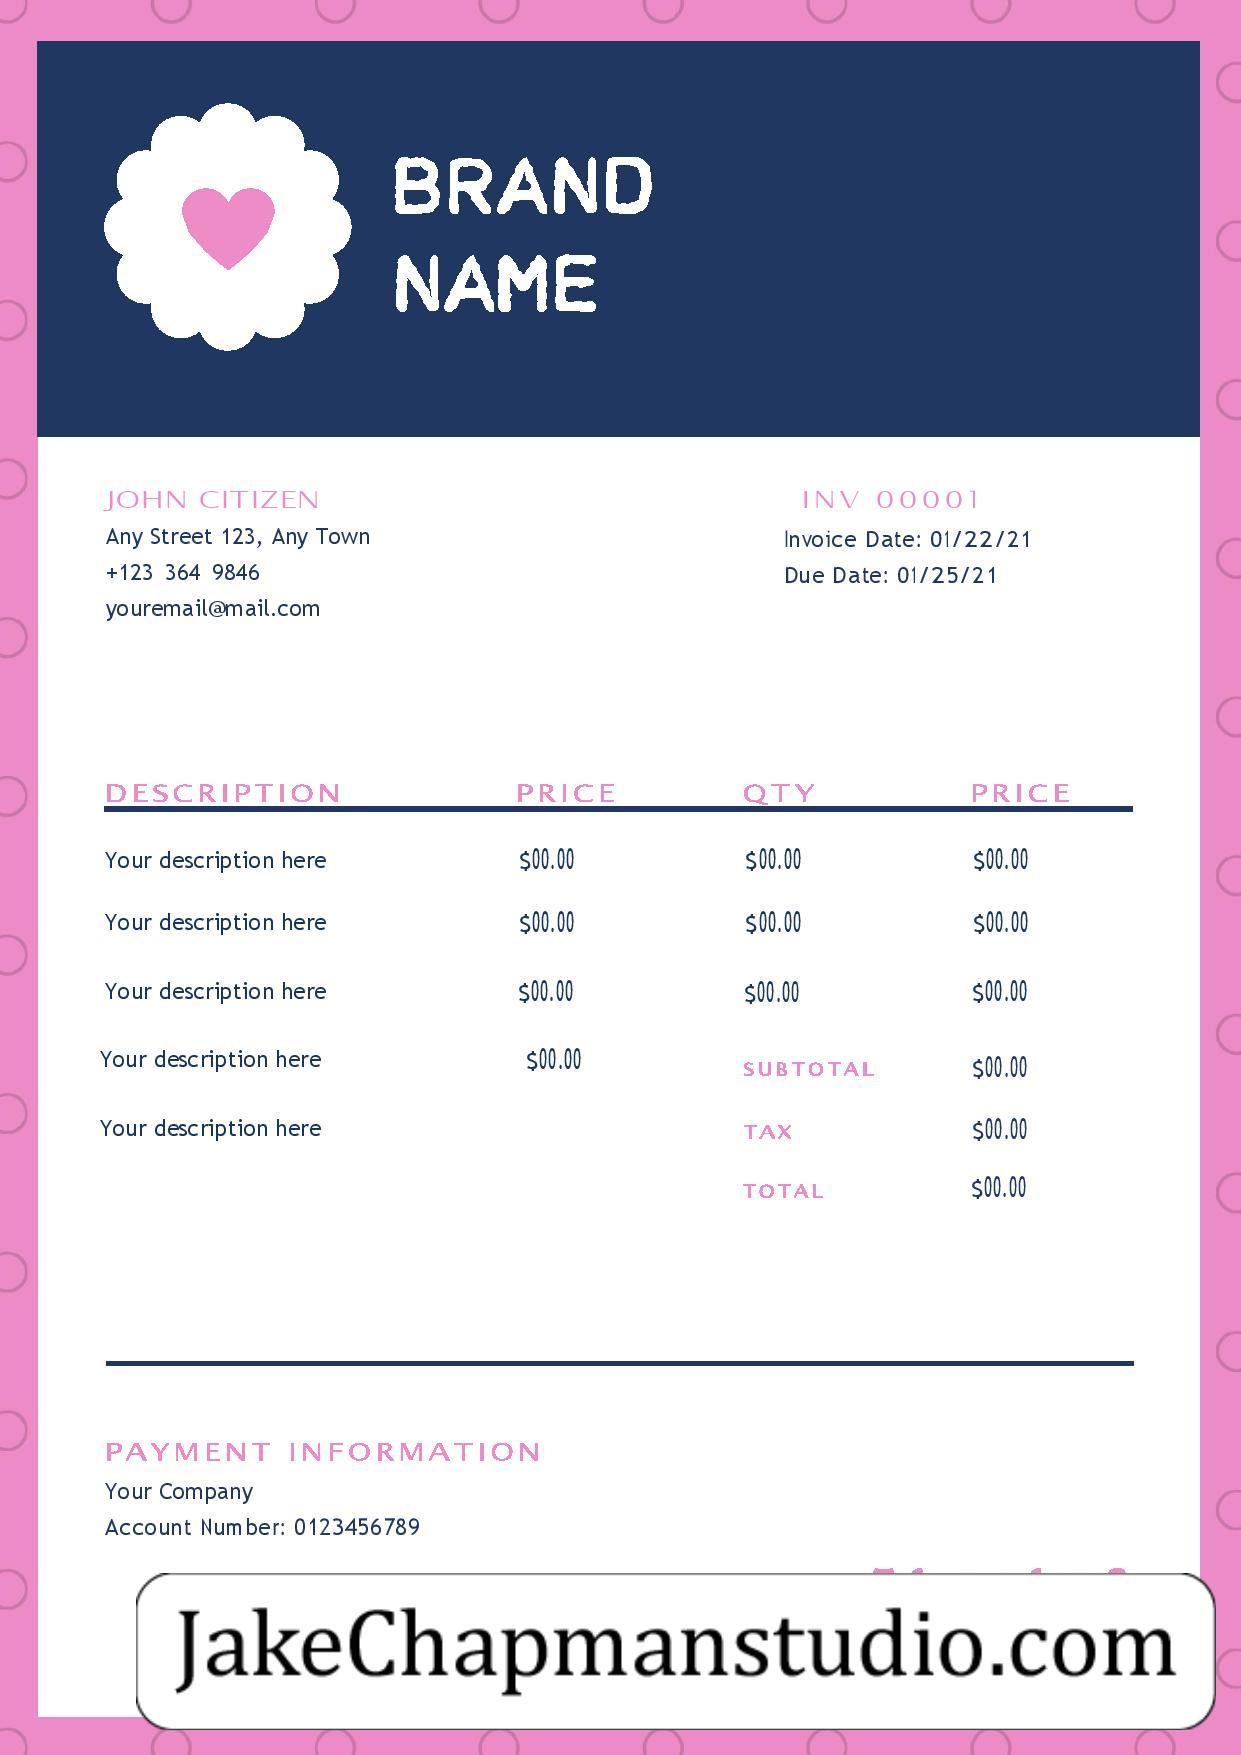 BRAND
NAME
JOHN CITIZEN
Any Street 123, Any Town
+123 364 9846
youremail@mail.com
INV 00001
Invoice Date: 01/22/21
Due Date: 01/25/21
DESCRIPTION PRICE QTY PRICE
Your description here $00.00 $00.00 $00.00
Your description here $00.00 $00.00 $00.00
Your description here $00.00 $00.00 $00.00
Your description here $00.00 SUBTOTAL $00.00
Your description here TAX $00.00
TOTAL $00.00
PAYMENT INFORMATION
Your Company
Account Number: 0123456789
JakeChapmanstudio.com